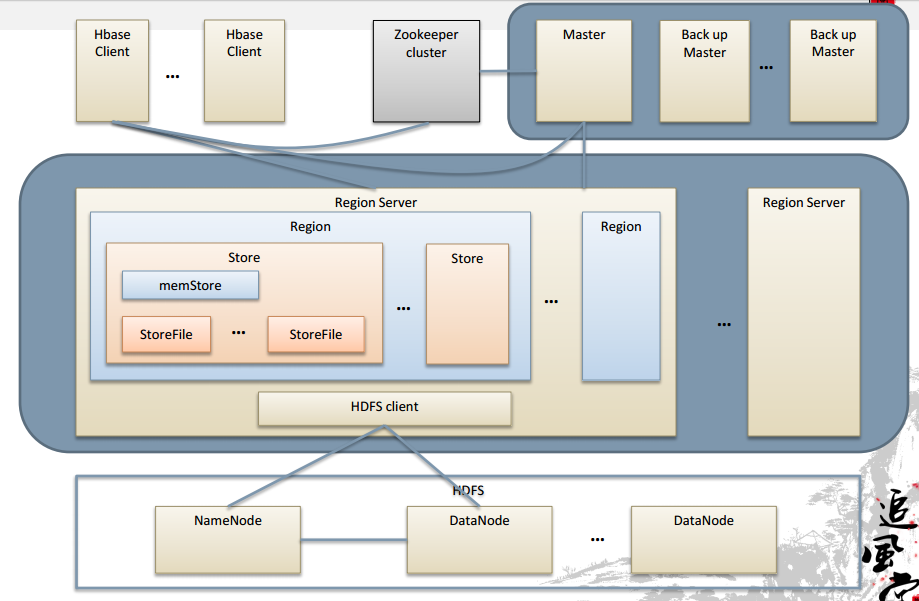 Hbase
Client
...
Hbase
Client
Zookeeper
cluster
Master
Back up
Master
...
Back up
Master
Region Server
Region
Store
memStore
StoreFile
...
StoreFile
...
Store
...
Region
...
Region Server
HDFS client
HDFS
NameNode
DataNode
...
DataNode
追
風
堂